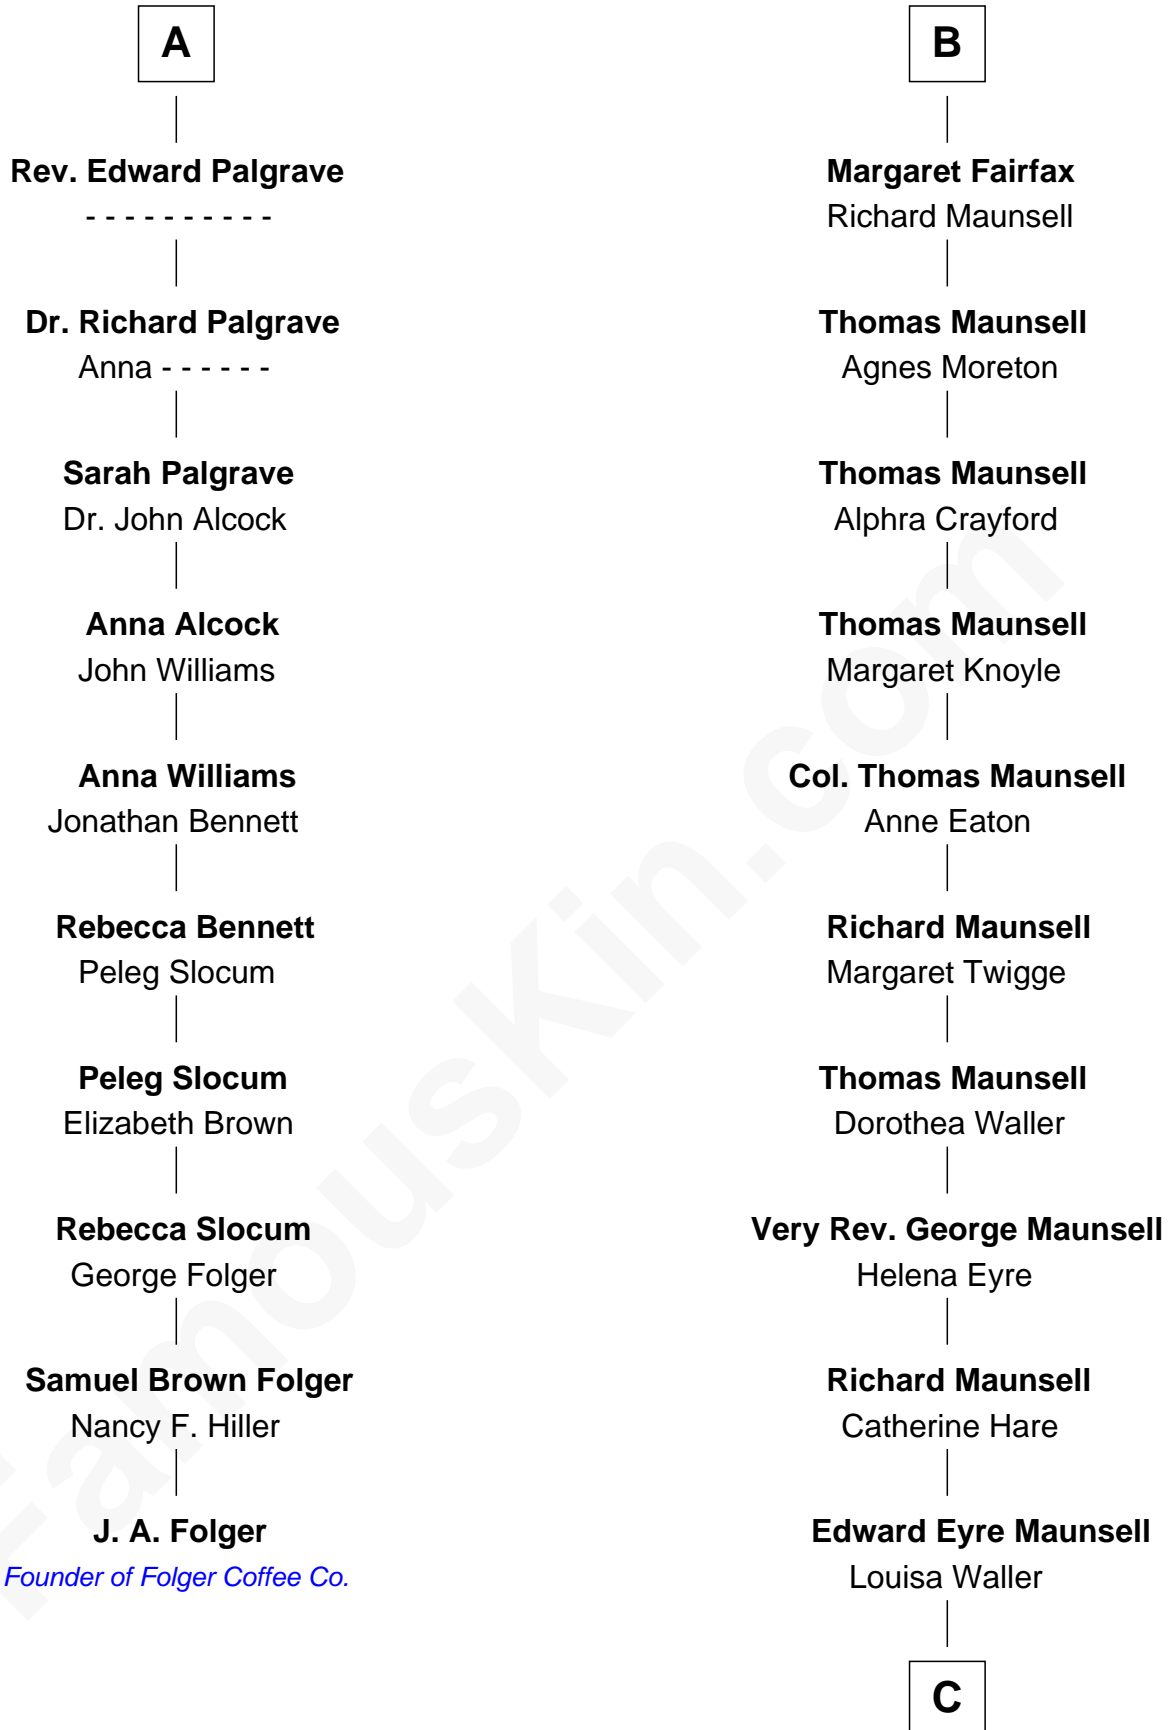 A
Rev. Edward Palgrave
- - - - - - - - - -
Dr. Richard Palgrave
Anna - - - - - -
Sarah Palgrave
Dr. John Alcock
Anna Alcock
John Williams
Anna Williams
Jonathan Bennett
Rebecca Bennett
Peleg Slocum
Peleg Slocum
Elizabeth Brown
Rebecca Slocum
George Folger
Samuel Brown Folger
Nancy F. Hiller
J. A. Folger
Founder of Folger Coffee Co.
B
Margaret Fairfax
Richard Maunsell
Thomas Maunsell
Agnes Moreton
Thomas Maunsell
Alphra Crayford
Thomas Maunsell
Margaret Knoyle
Col. Thomas Maunsell
Anne Eaton
Richard Maunsell
Margaret Twigge
Thomas Maunsell
Dorothea Waller
Very Rev. George Maunsell
Helena Eyre
Richard Maunsell
Catherine Hare
Edward Eyre Maunsell
Louisa Waller
C
FamousKin.com